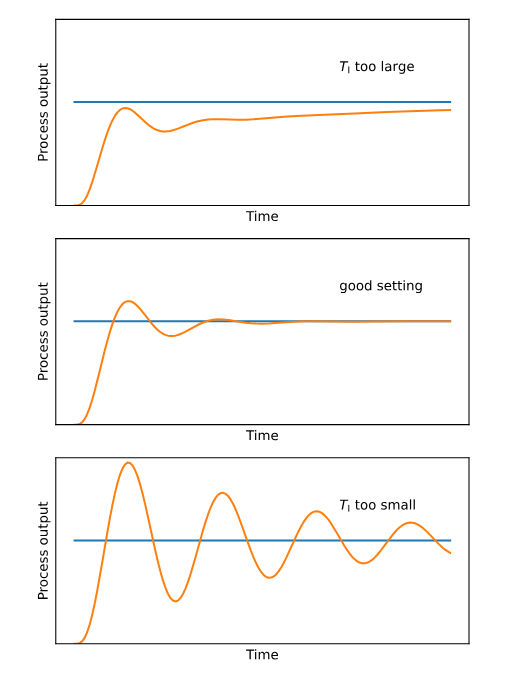 T_I too large
Process output
Time
good setting
Process output
Time
T_I too small
Process output
Time